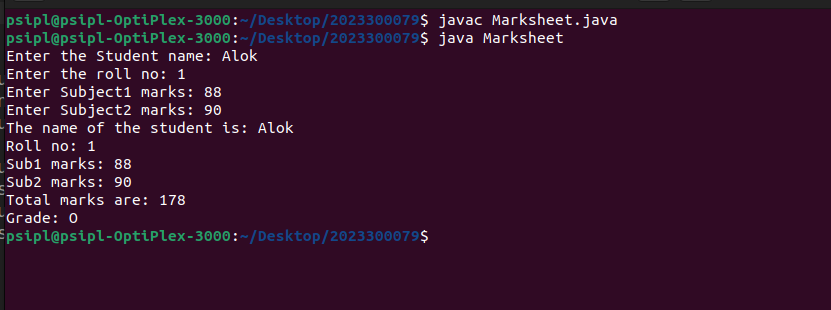 psipl@psipl-OptiPlex-3000:~/Desktop/2023300079$ javac Marksheet.java
psipl@psipl-OptiPlex-3000:~/Desktop/2023300079$ java Marksheet
Enter the Student name: Alok
Enter the roll no: 1
Enter Subject1 marks: 88
Enter Subject2 marks: 90
The name of the student is: Alok
Roll no: 1
Sub1 marks: 88
Sub2 marks: 90
Total marks are: 178
Grade: O
psipl@psipl-OptiPlex-3000:~/Desktop/2023300079$